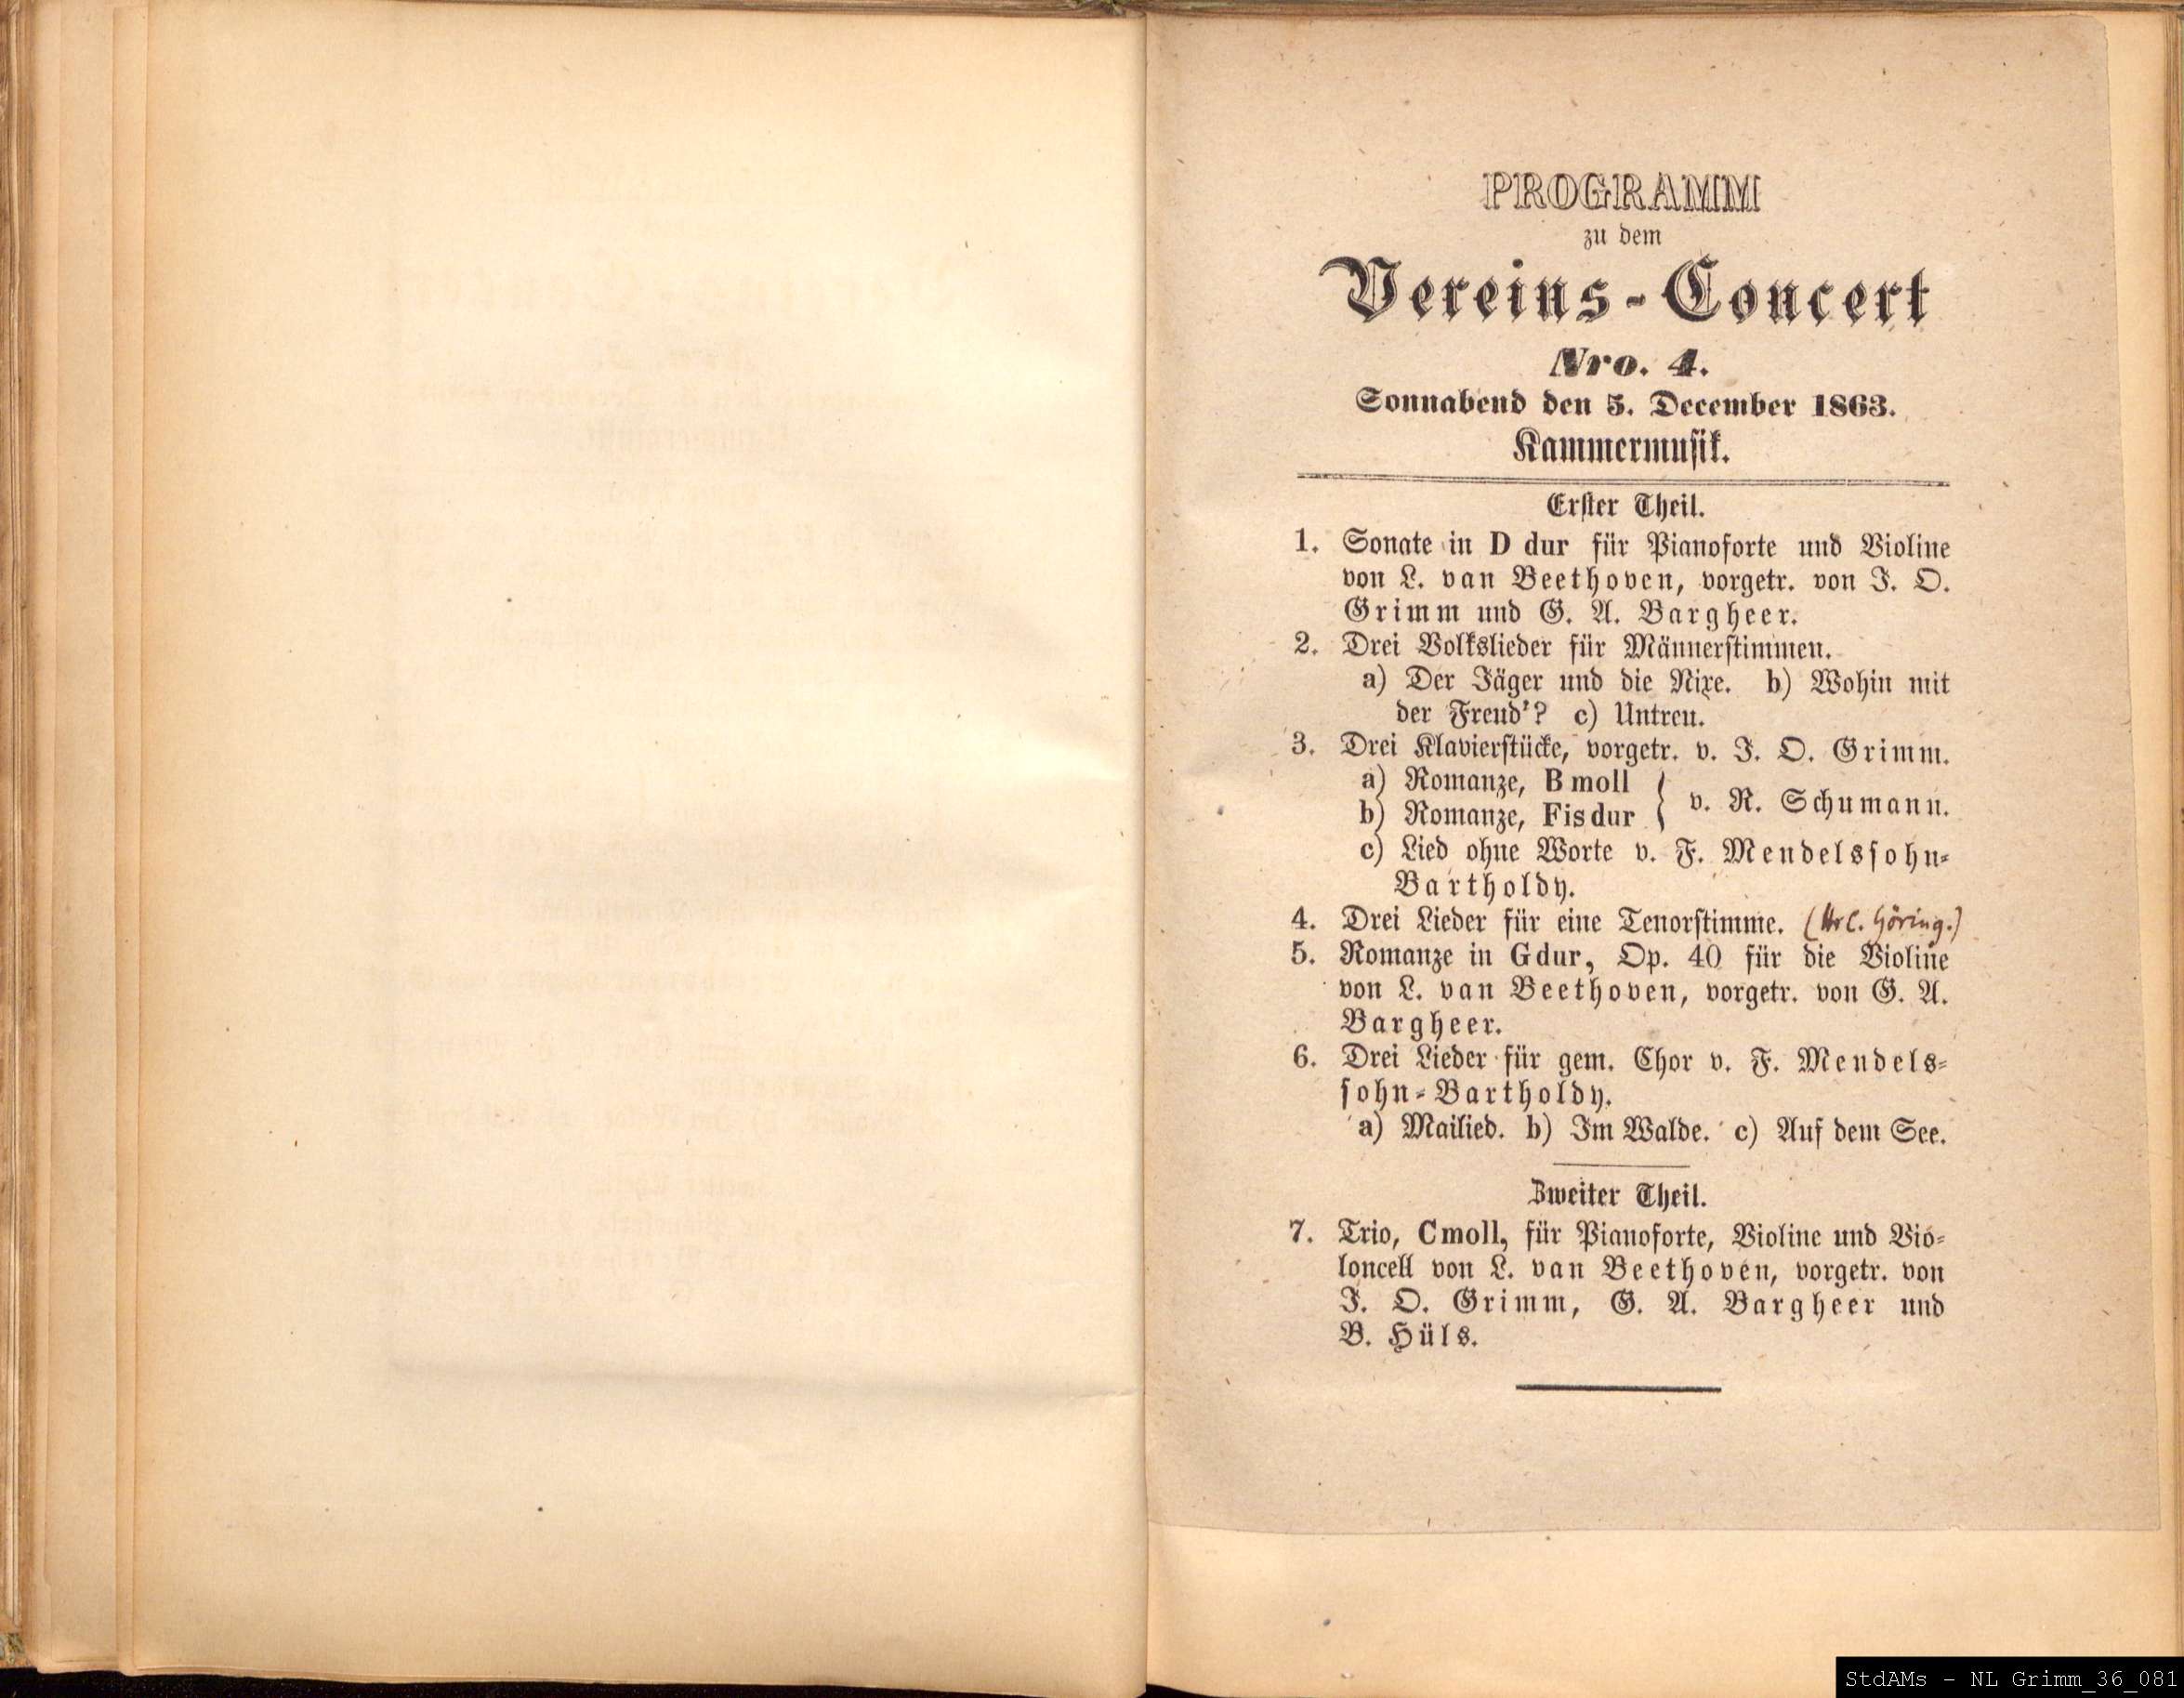 PROGRAMM
zu dem
Vereins-Concert
Nro. 4.
Sonnabend den 5. December 1863.
Kammermusik.
Erster Theil.
1. Sonate in D dur für Pianoforte und Violine
von L. van Beethoven, vorgetr. von J. O.
Grimm und G. A. Bargheer.
2. Drei Volkslieder für Männerstimmen.
a) Der Jäger und die Nixe. b) Wohin mit
der Freud'? c) Untreu.
3. Drei Klavierstücke, vorgetr. v. J. O. Grimm.
a) Romanze, B moll
b) Romanze, Fis dur } v. R. Schumann.
c) Lied ohne Worte v. F. Mendelssohn-
Bartholdy.
4. Drei Lieder für eine Tenorstimme. (Göring.)
5. Romanze in G dur, Op. 40 für die Violine
von L. van Beethoven, vorgetr. von G. A.
Bargheer.
6. Drei Lieder für gem. Chor v. F. Mendels-
sohn-Bartholdy.
a) Mailied. b) Im Walde. c) Auf dem See.
Zweiter Theil.
7. Trio, C moll, für Pianoforte, Violine und Vio-
loncell von L. van Beethoven, vorgetr. von
J. O. Grimm, G. A. Bargheer und
B. Hüls.
StdAMs - NL Grimm_36_081